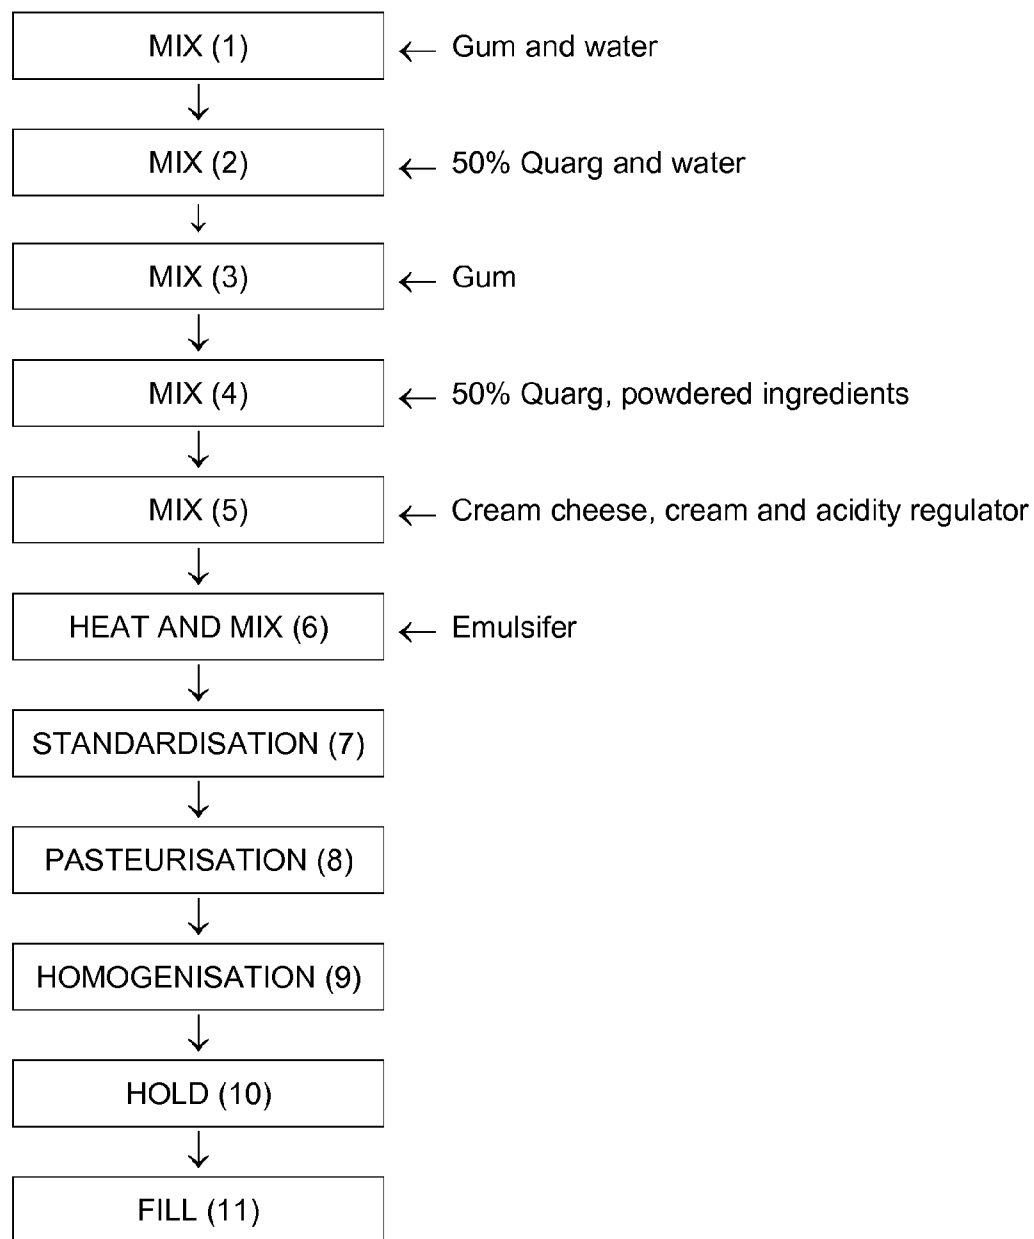 MIX (1) ← Gum and water
MIX (2) ← 50% Quarg and water
MIX (3) ← Gum
MIX (4) ← 50% Quarg, powdered ingredients
MIX (5) ← Cream cheese, cream and acidity regulator
HEAT AND MIX (6) ← Emulsifer
STANDARDISATION (7)
PASTEURISATION (8)
HOMOGENISATION (9)
HOLD (10)
FILL (11)